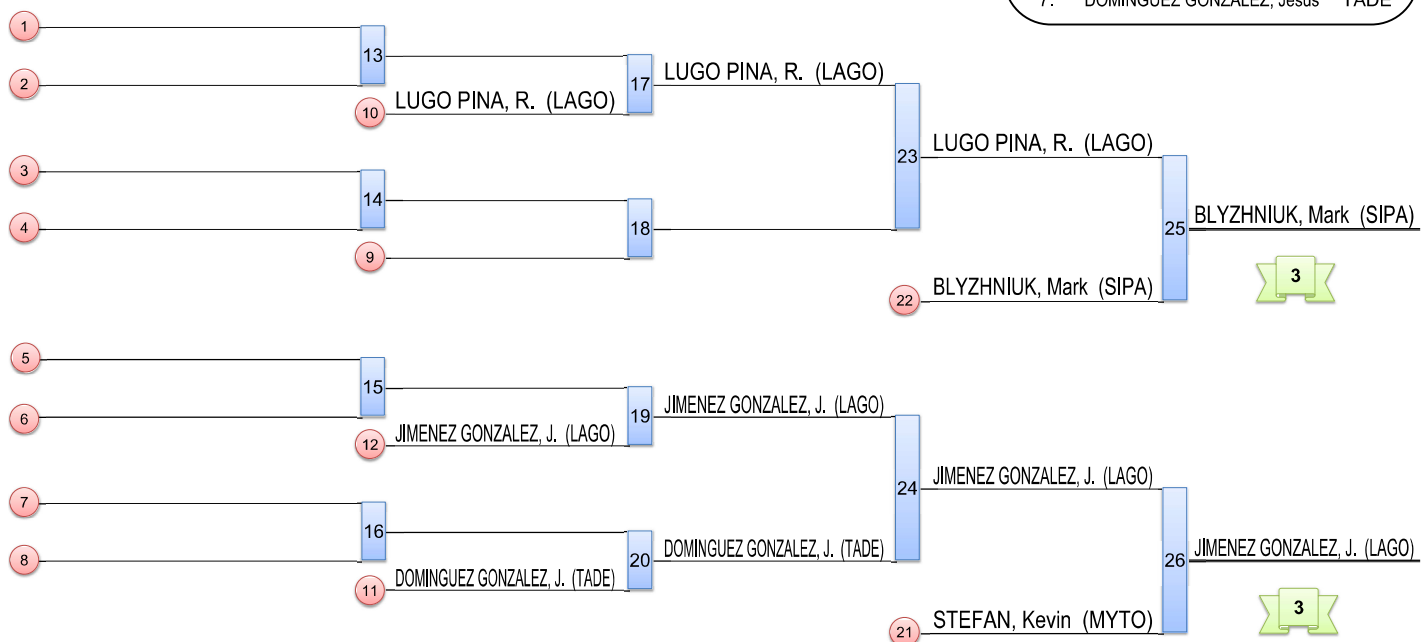 7. DOMINGUEZ GONZALEZ, Jesus TADE
1
13
2
17 LUGO PINA, R. (LAGO)
10 LUGO PINA, R. (LAGO)
23 LUGO PINA, R. (LAGO)
3
14
4
18
9
25 BLYZHNIUK, Mark (SIPA)
3
22 BLYZHNIUK, Mark (SIPA)
5
15
6
19 JIMENEZ GONZALEZ, J. (LAGO)
12 JIMENEZ GONZALEZ, J. (LAGO)
24 JIMENEZ GONZALEZ, J. (LAGO)
7
16
8
20 DOMINGUEZ GONZALEZ, J. (TADE)
11 DOMINGUEZ GONZALEZ, J. (TADE)
26 JIMENEZ GONZALEZ, J. (LAGO)
3
21 STEFAN, Kevin (MYTO)